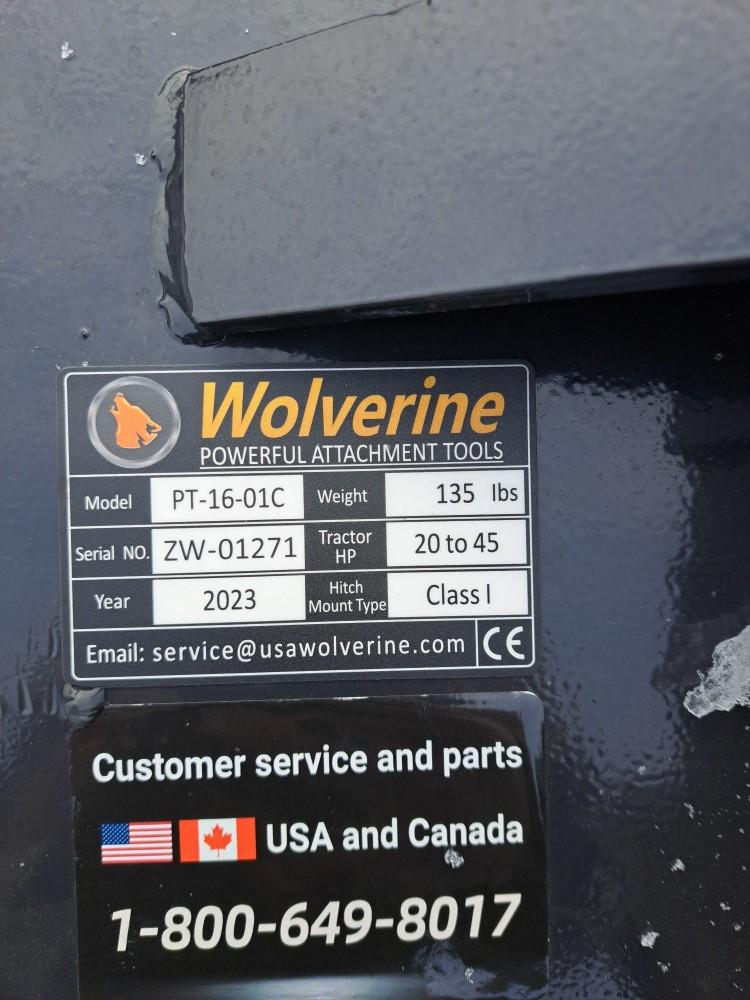 Wolverine
POWERFUL ATTACHMENT TOOLS
Model PT-16-01C Weight 135 lbs
Serial NO. ZW-01271 Tractor HP 20 to 45
Year 2023 Hitch Mount Type Class I
Email: service@usawolverine.com CE
Customer service and parts
USA and Canada
1-800-649-8017